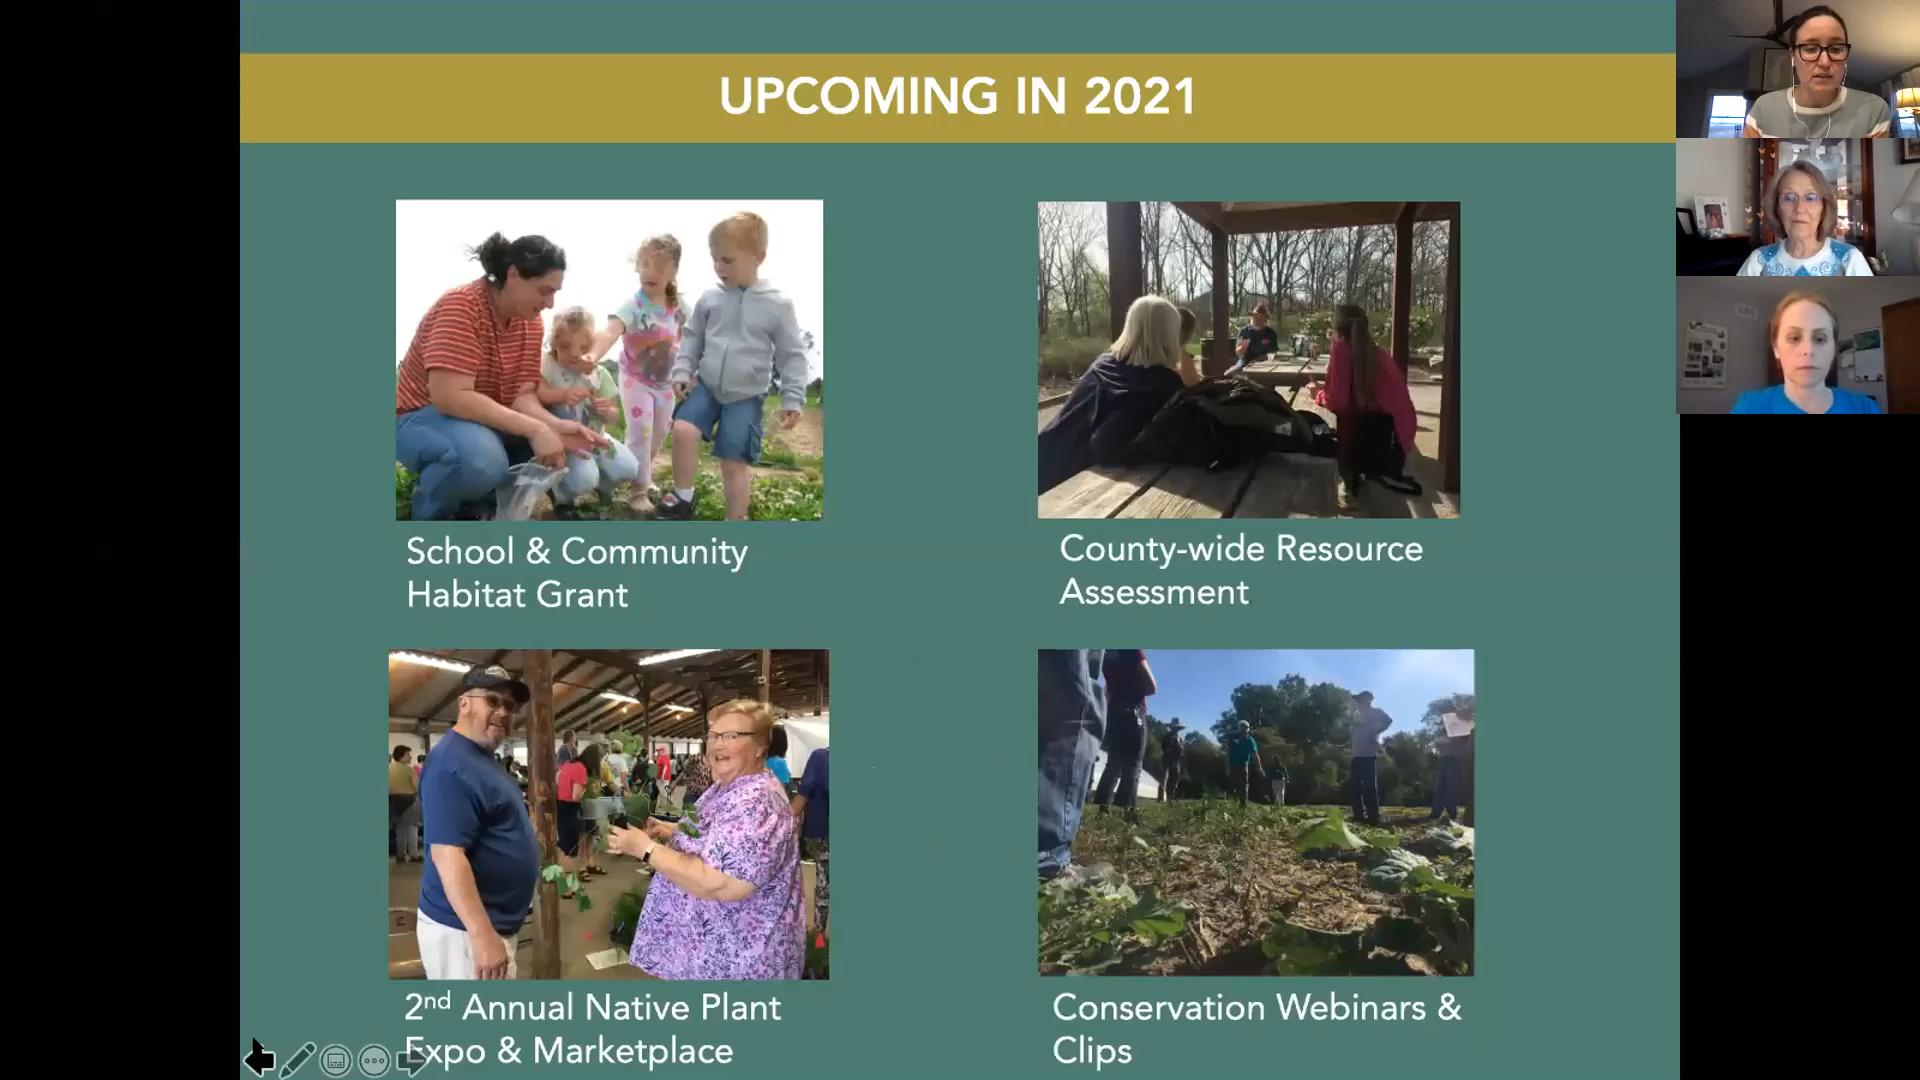 UPCOMING IN 2021
School & Community
Habitat Grant
County-wide Resource
Assessment
2nd Annual Native Plant
Expo & Marketplace
Conservation Webinars &
Clips